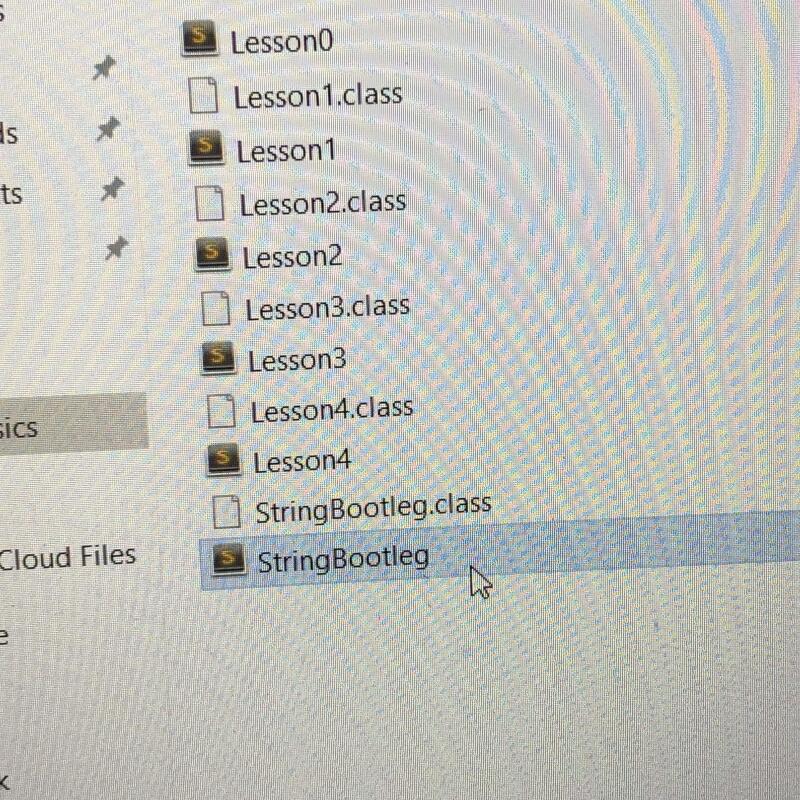 s
Lesson0
Lesson1.class
ds
Lesson1
ts
Lesson2.class
Lesson2
Lesson3.class
Lesson3
sics
Lesson4.class
Lesson4
StringBootleg.class
Cloud Files
StringBootleg
e
k